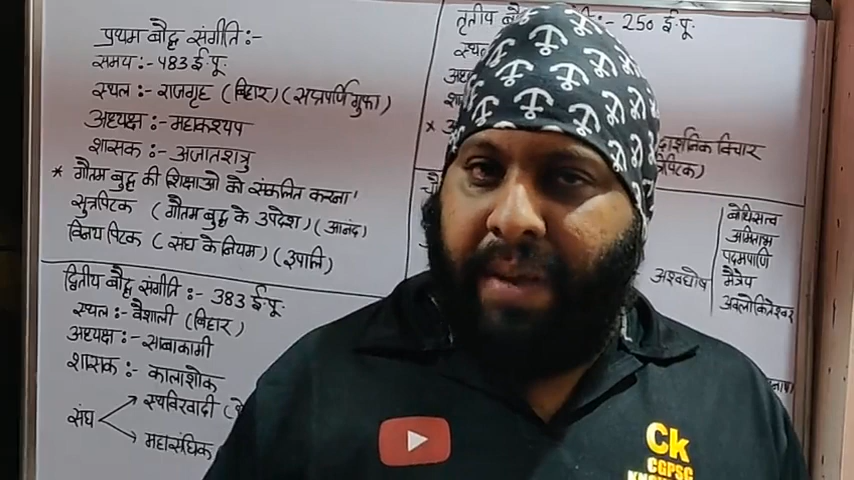 प्रथम बौद्ध संगीति:-
समय:- 483 ई.पू.
स्थल:- राजगृह (बिहार) (सप्तपर्णि गुफा)
अध्यक्ष:- महाकश्यप
शासक:- अजातशत्रु
* गौतम बुद्ध की शिक्षाओ को संकलित करना'
सुत्रपिटक (गौतम बुद्ध के उपदेश) (आनंद)
विनय पिटक (संघ के नियम) (उपालि)
द्वितीय बौद्ध संगीति:- 383 ई.पू.
स्थल:- वैशाली (बिहार)
अध्यक्ष:- साबाकामी
शासक:- कालाशोक
संघ
स्थविरवादी
महासंघिक
तृतीय
:- 250 ई.पू.
दार्शनिक विचार
बोधिसत्व
अमिताभ
पद्मपाणि
मैत्रेय
अश्वघोष
अवलोकितेश्वर
Ck
CGPSC